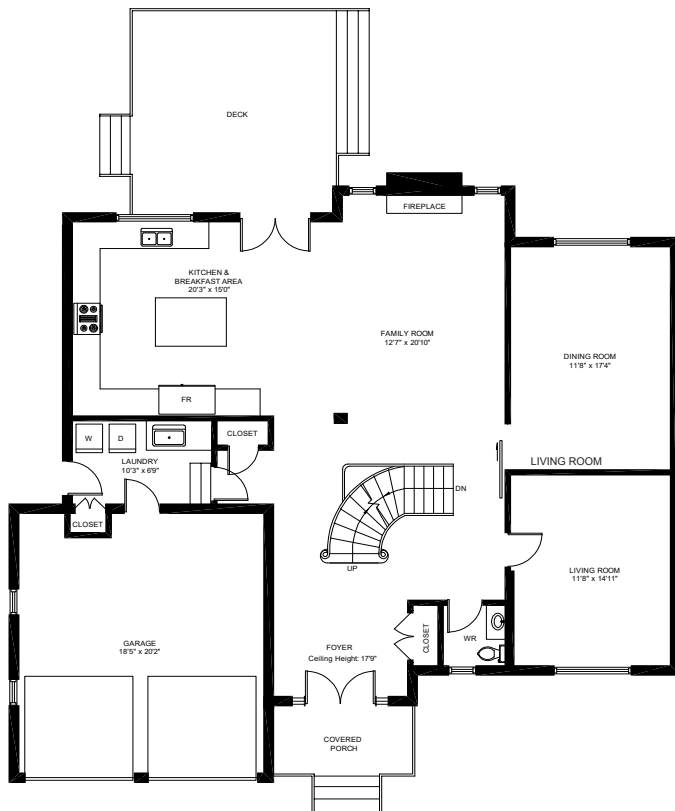 DECK
FIREPLACE
KITCHEN &
BREAKFAST AREA
20'3" x 15'0"
FAMILY ROOM
12'7" x 20'10"
DINING ROOM
11'8" x 17'4"
FR
W
D
CLOSET
LAUNDRY
10'3" x 6'9"
LIVING ROOM
DN
CLOSET
UP
LIVING ROOM
11'8" x 14'11"
GARAGE
18'5" x 20'2"
FOYER
Ceiling Height: 17'9"
CLOSET
WR
COVERED
PORCH